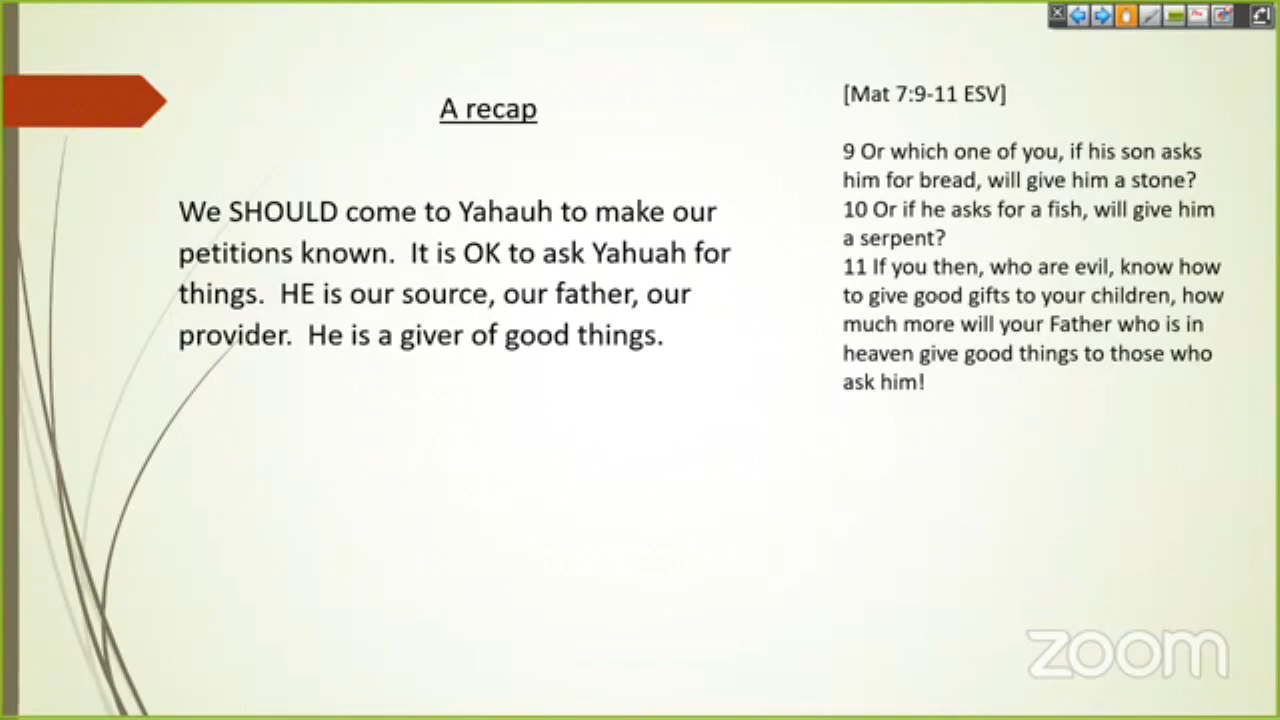 A recap
We SHOULD come to Yahauh to make our
petitions known.  It is OK to ask Yahuah for
things.  HE is our source, our father, our
provider.  He is a giver of good things.
[Mat 7:9-11 ESV]
9 Or which one of you, if his son asks
him for bread, will give him a stone?
10 Or if he asks for a fish, will give him
a serpent?
11 If you then, who are evil, know how
to give good gifts to your children, how
much more will your Father who is in
heaven give good things to those who
ask him!
zoom